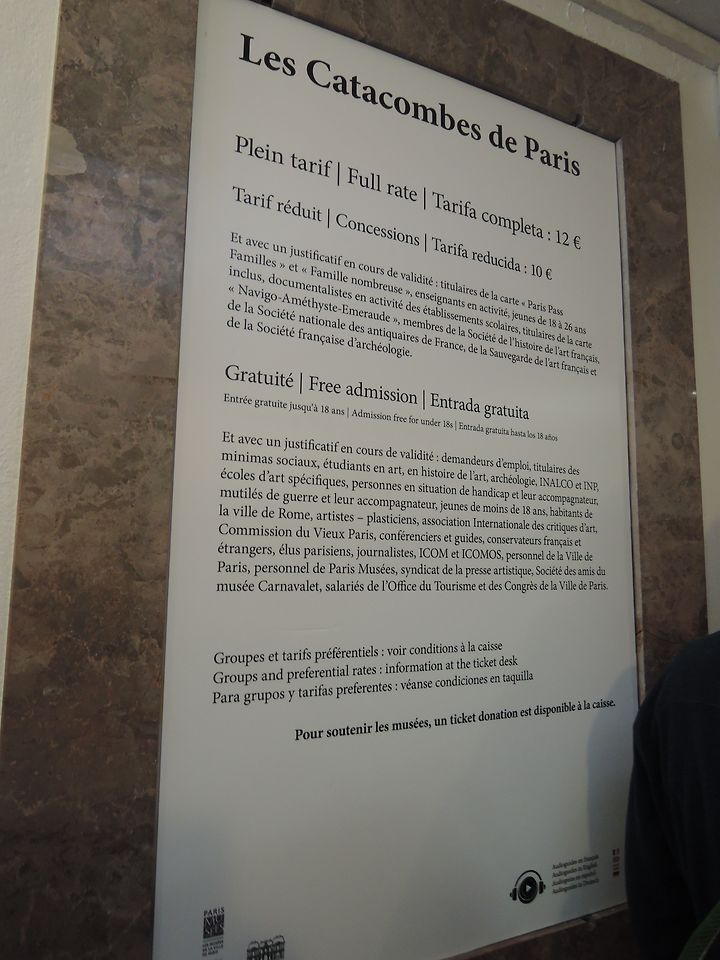 Les Catacombes de Paris
Plein tarif | Full rate | Tarifa completa : 12 €
Tarif réduit | Concessions | Tarifa reducida : 10 €
Et avec un justificatif en cours de validité : titulaires de la carte « Paris Pass
Familles » et « Famille nombreuse », enseignants en activité, jeunes de 18 à 26 ans
inclus, documentalistes en activité des établissements scolaires, titulaires de la carte
« Navigo-Améthyste-Emeraude », membres de la Société de l'histoire de l'art français,
de la Société nationale des antiquaires de France, de la Sauvegarde de l'art français et
de la Société française d'archéologie.
Gratuité | Free admission | Entrada gratuita
Entrée gratuite jusqu'à 18 ans | Admission free for under 18s | Entrada gratuita hasta los 18 años
Et avec un justificatif en cours de validité : demandeurs d'emploi, titulaires des
minimas sociaux, étudiants en art, en histoire de l'art, archéologie, INALCO et INP,
écoles d'art spécifiques, personnes en situation de handicap et leur accompagnateur,
mutilés de guerre et leur accompagnateur, jeunes de moins de 18 ans, habitants de
la ville de Rome, artistes – plasticiens, association Internationale des critiques d'art,
Commission du Vieux Paris, conférenciers et guides, conservateurs français et
étrangers, élus parisiens, journalistes, ICOM et ICOMOS, personnel de la Ville de
Paris, personnel de Paris Musées, syndicat de la presse artistique, Société des amis du
musée Carnavalet, salariés de l'Office du Tourisme et des Congrès de la Ville de Paris.
Groupes et tarifs préférentiels : voir conditions à la caisse
Groups and preferential rates : information at the ticket desk
Para grupos y tarifas preferentes : véanse condiciones en taquilla
Pour soutenir les musées, un ticket donation est disponible à la caisse.
Audioguides en français
Audioguides in English
Audioguías en español
Audioguides in Deutsch
PARIS